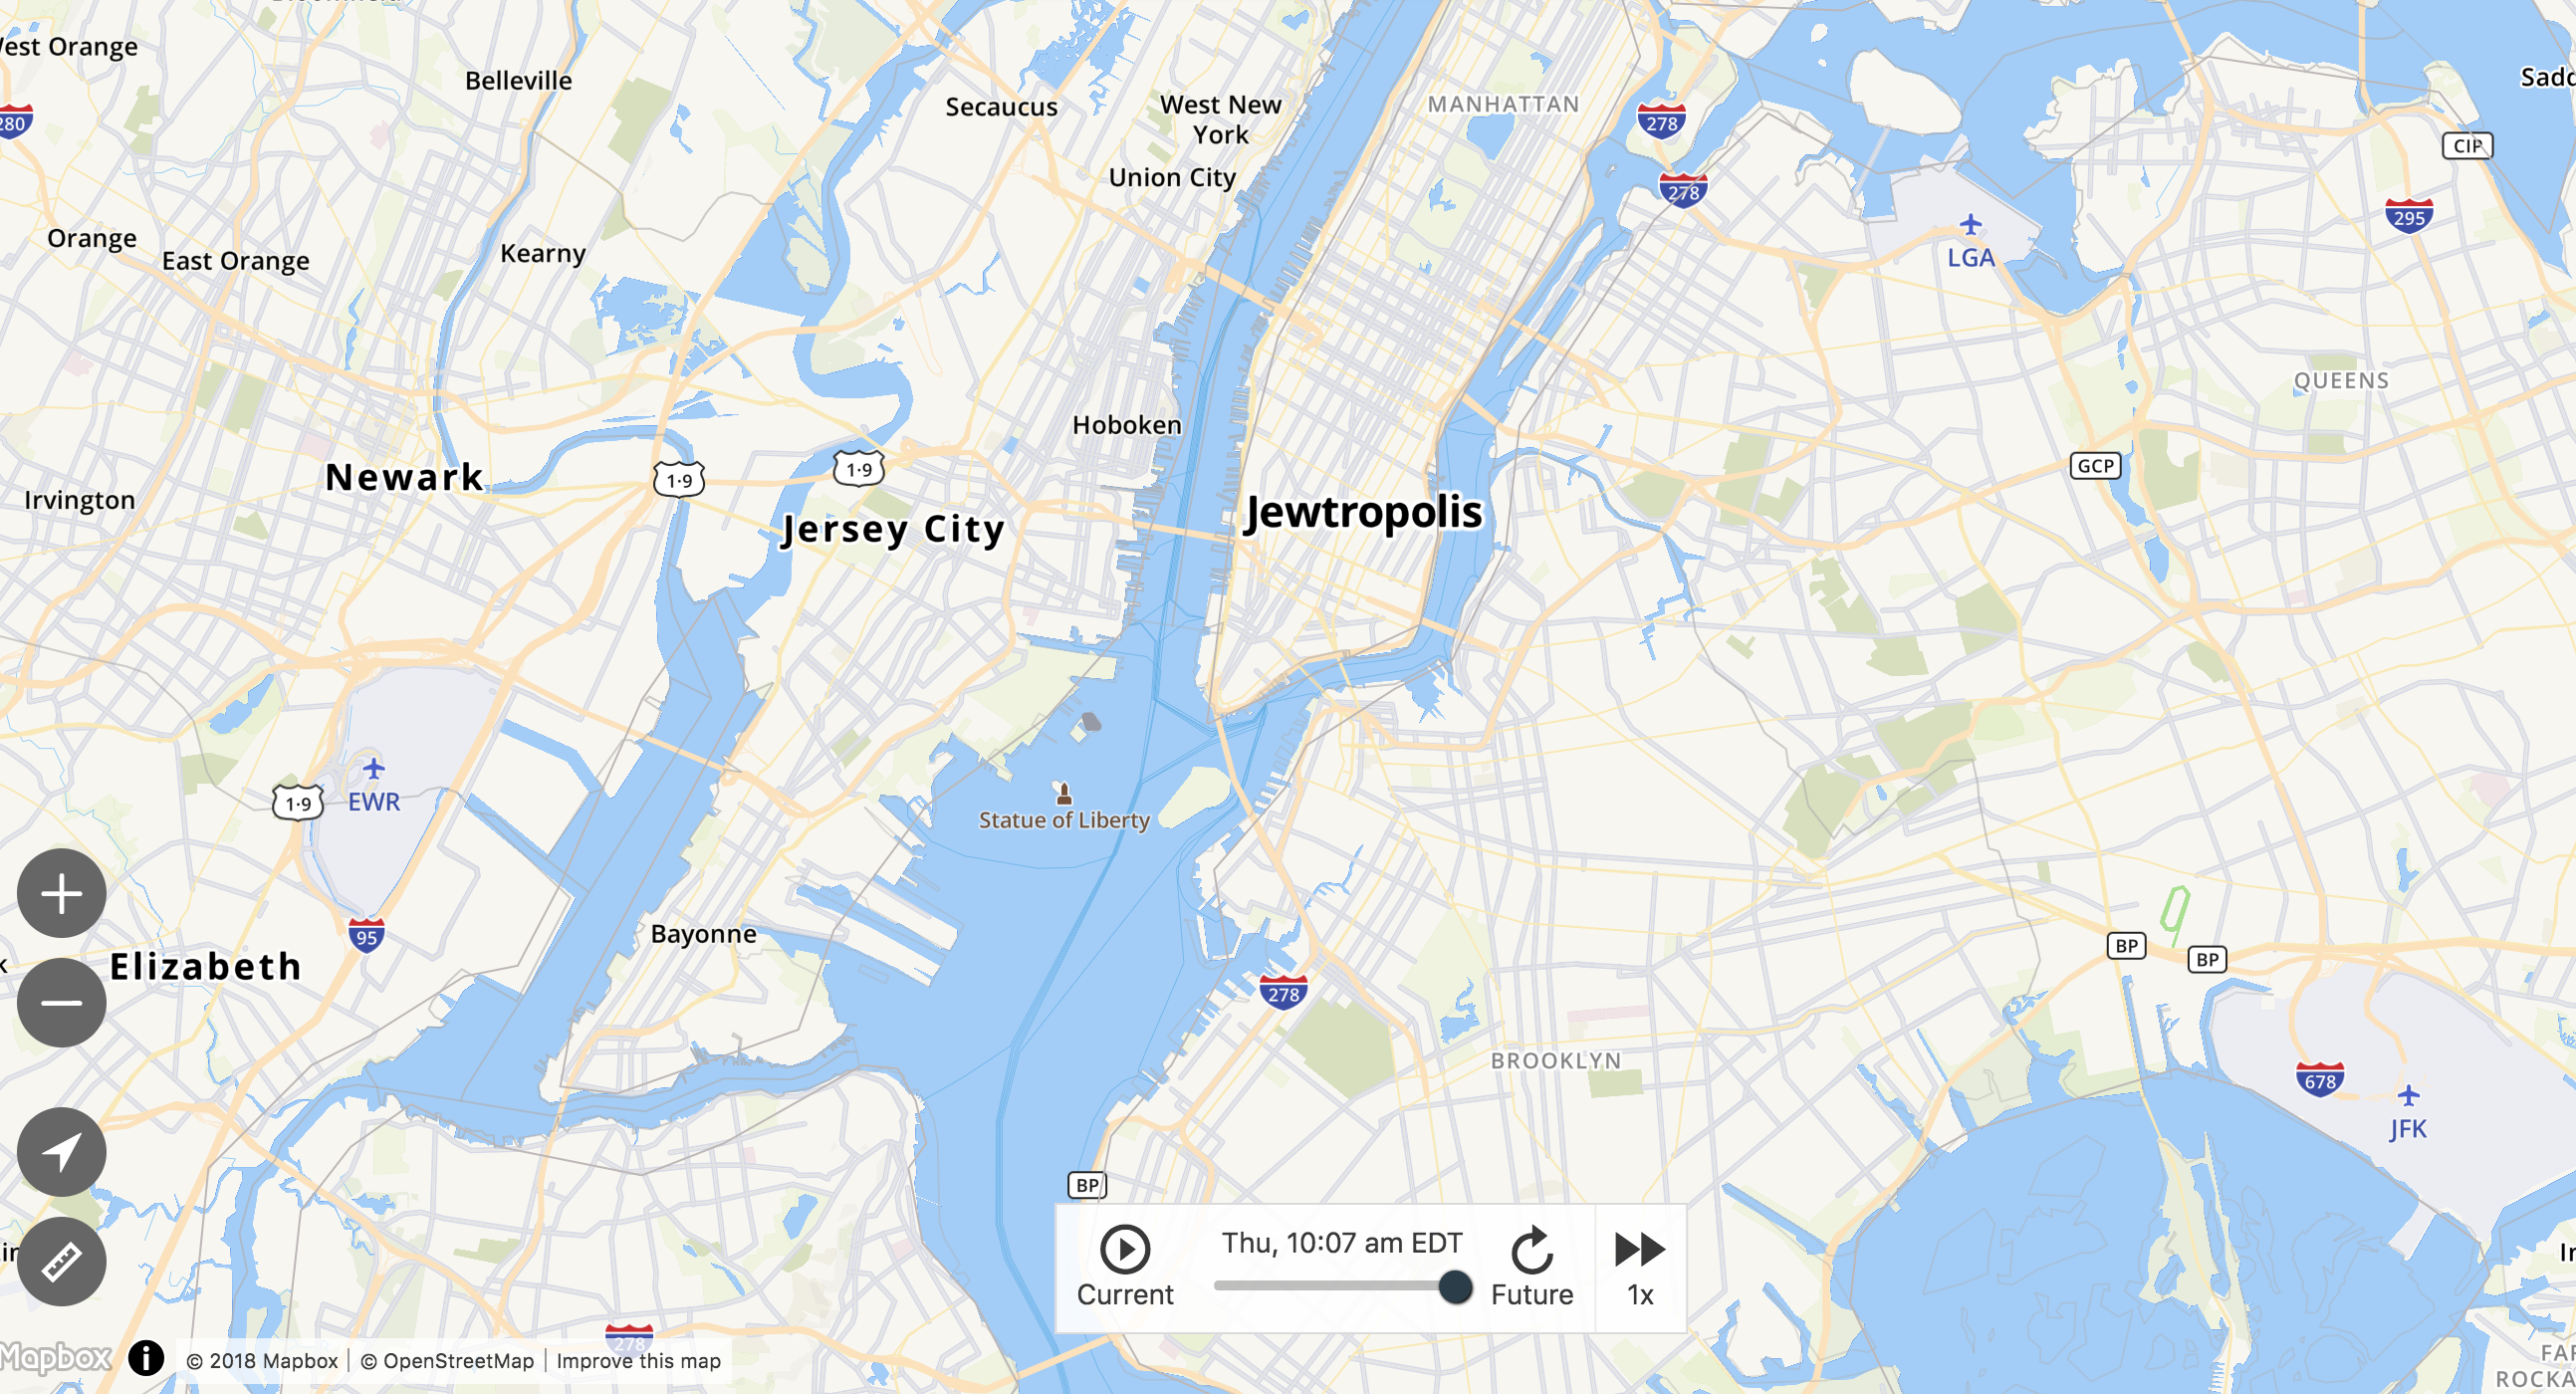 West Orange
Belleville
Secaucus
West New
York
MANHATTAN
Union City
280
278
278
CIP
295
Orange
East Orange
Kearny
LGA
QUEENS
Hoboken
Newark
1·9
1·9
GCP
Irvington
Jersey City
Jewtropolis
EWR
1·9
Statue of Liberty
Bayonne
95
Elizabeth
BP
BP
278
BROOKLYN
678
JFK
BP
Thu, 10:07 am EDT
Current
Future
1x
278
Mapbox
© 2018 Mapbox | © OpenStreetMap | Improve this map